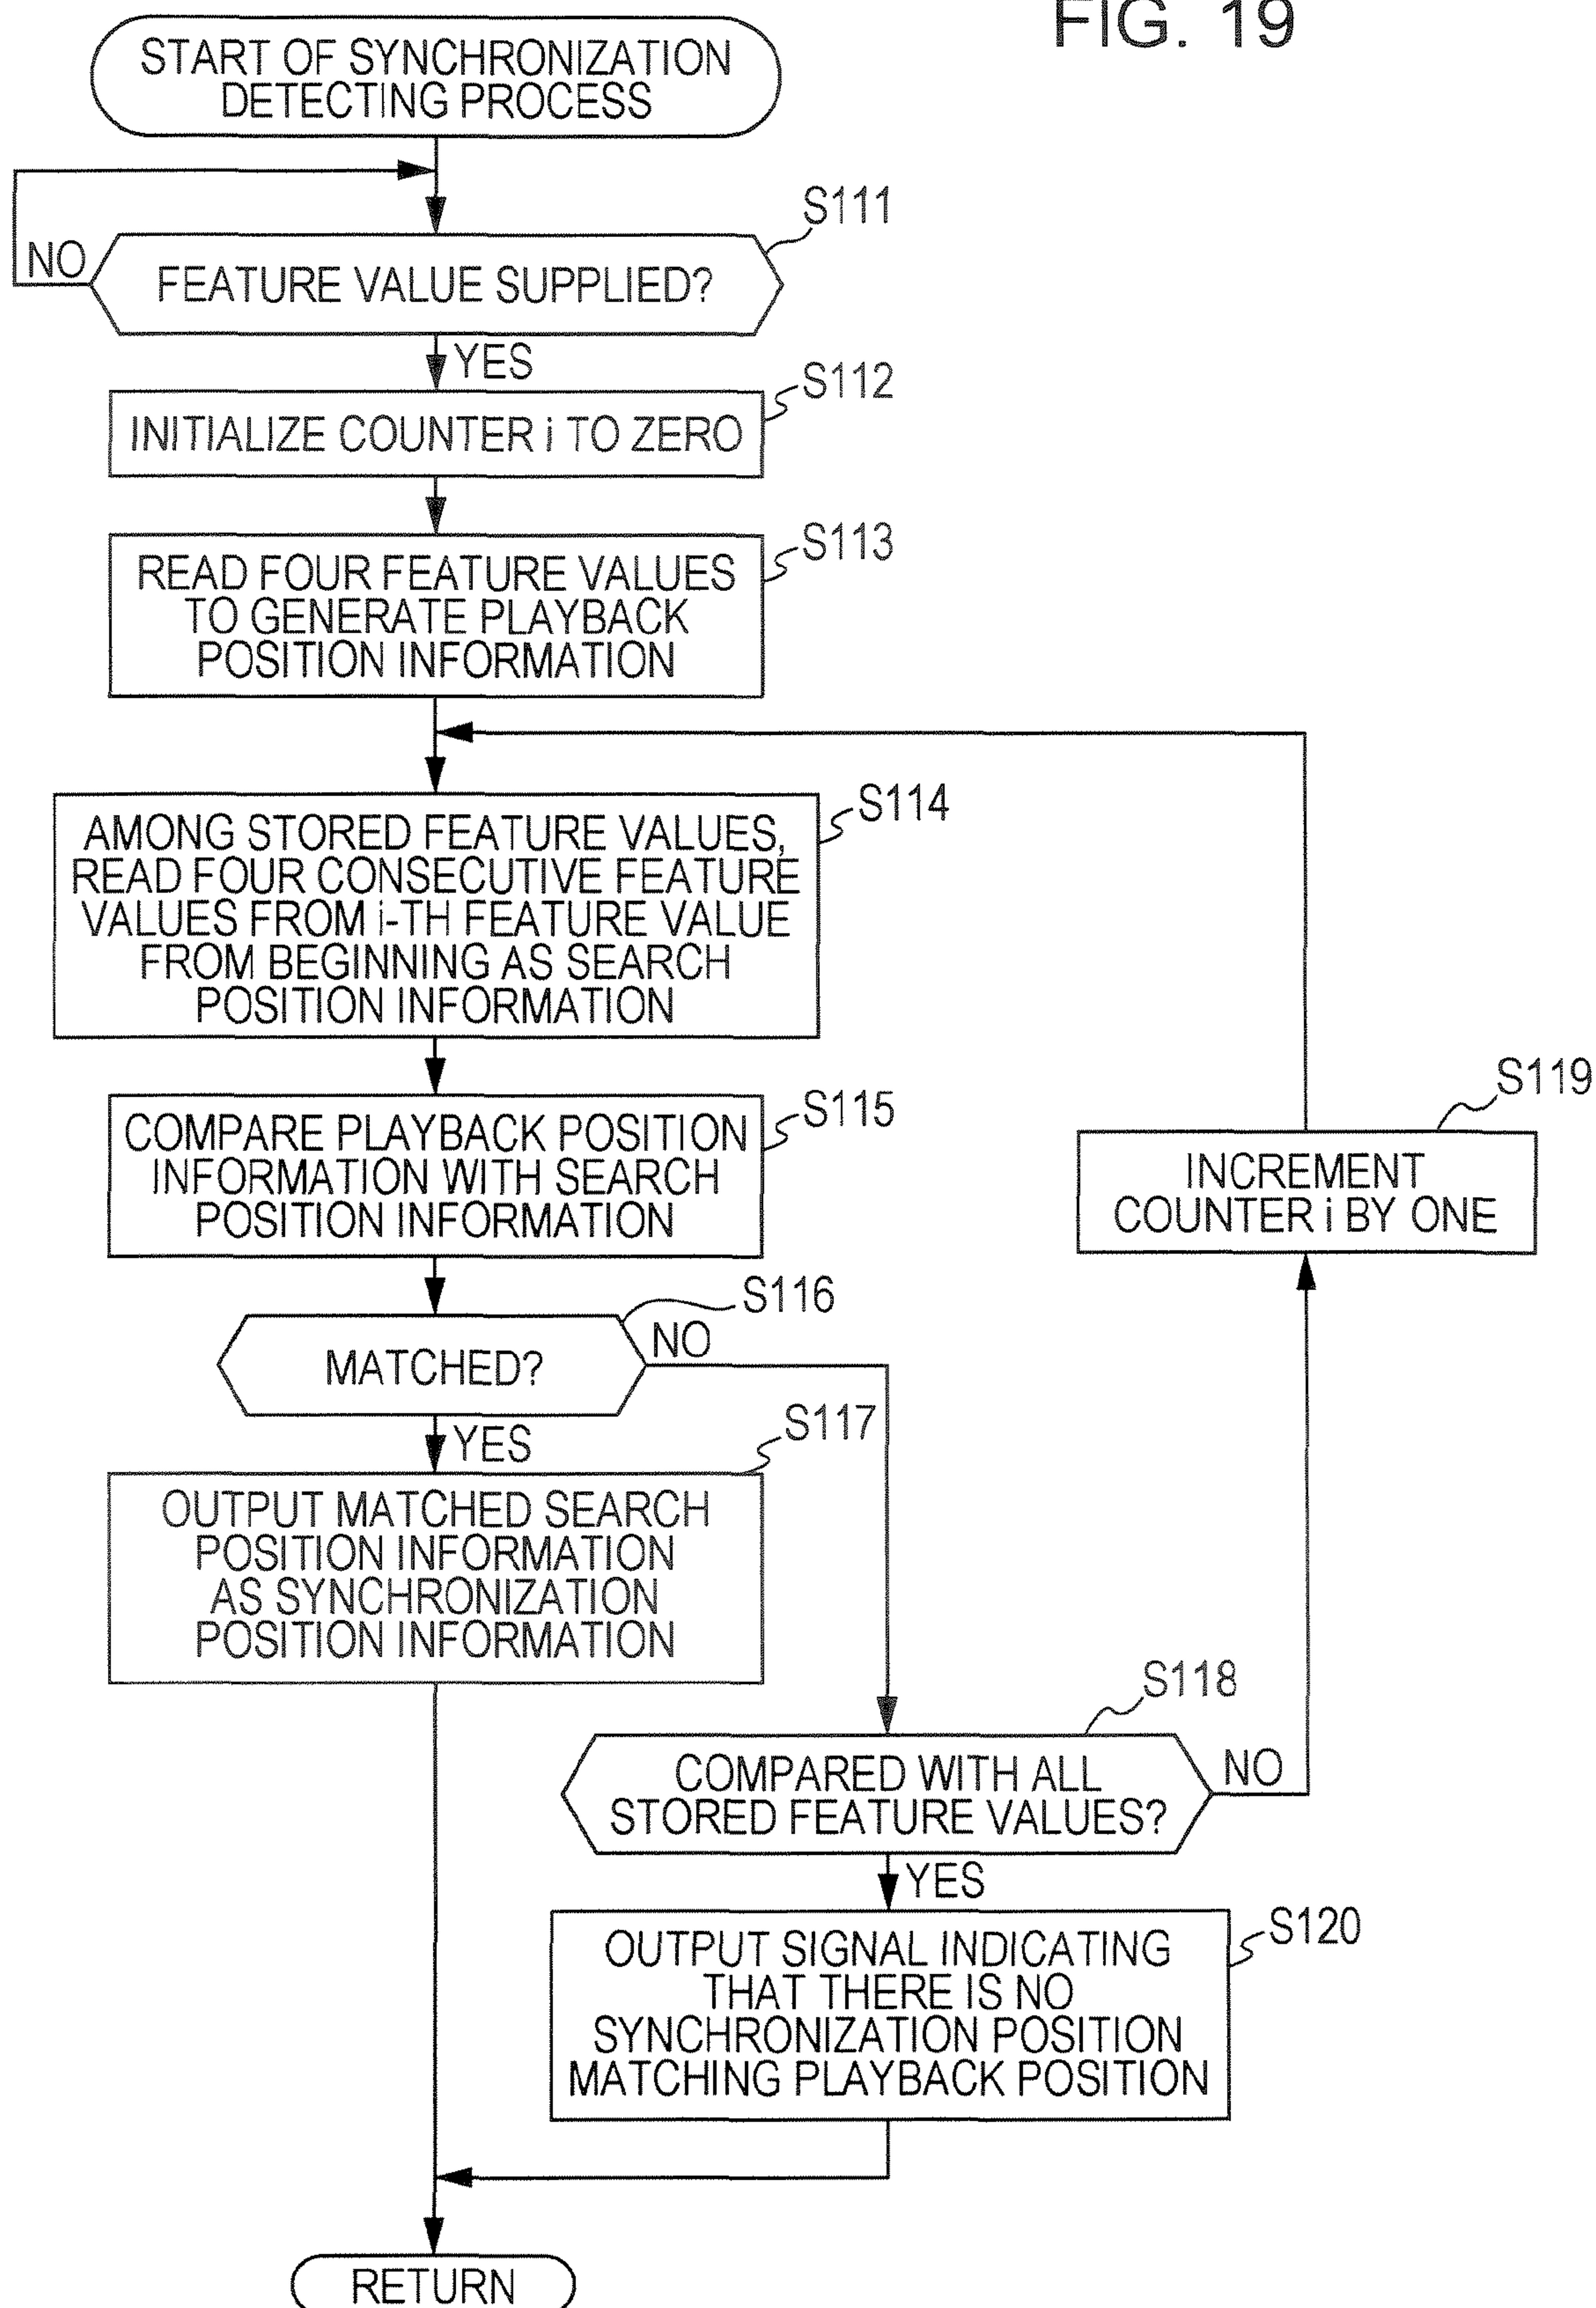 FIG. 19
START OF SYNCHRONIZATION
DETECTING PROCESS
S111
NO
FEATURE VALUE SUPPLIED?
YES
S112
INITIALIZE COUNTER i TO ZERO
S113
READ FOUR FEATURE VALUES
TO GENERATE PLAYBACK
POSITION INFORMATION
S114
AMONG STORED FEATURE VALUES,
READ FOUR CONSECUTIVE FEATURE
VALUES FROM i-TH FEATURE VALUE
FROM BEGINNING AS SEARCH
POSITION INFORMATION
S115
COMPARE PLAYBACK POSITION
INFORMATION WITH SEARCH
POSITION INFORMATION
S119
INCREMENT
COUNTER i BY ONE
S116
NO
MATCHED?
YES
S117
OUTPUT MATCHED SEARCH
POSITION INFORMATION
AS SYNCHRONIZATION
POSITION INFORMATION
S118
COMPARED WITH ALL
STORED FEATURE VALUES?
NO
YES
S120
OUTPUT SIGNAL INDICATING
THAT THERE IS NO
SYNCHRONIZATION POSITION
MATCHING PLAYBACK POSITION
RETURN